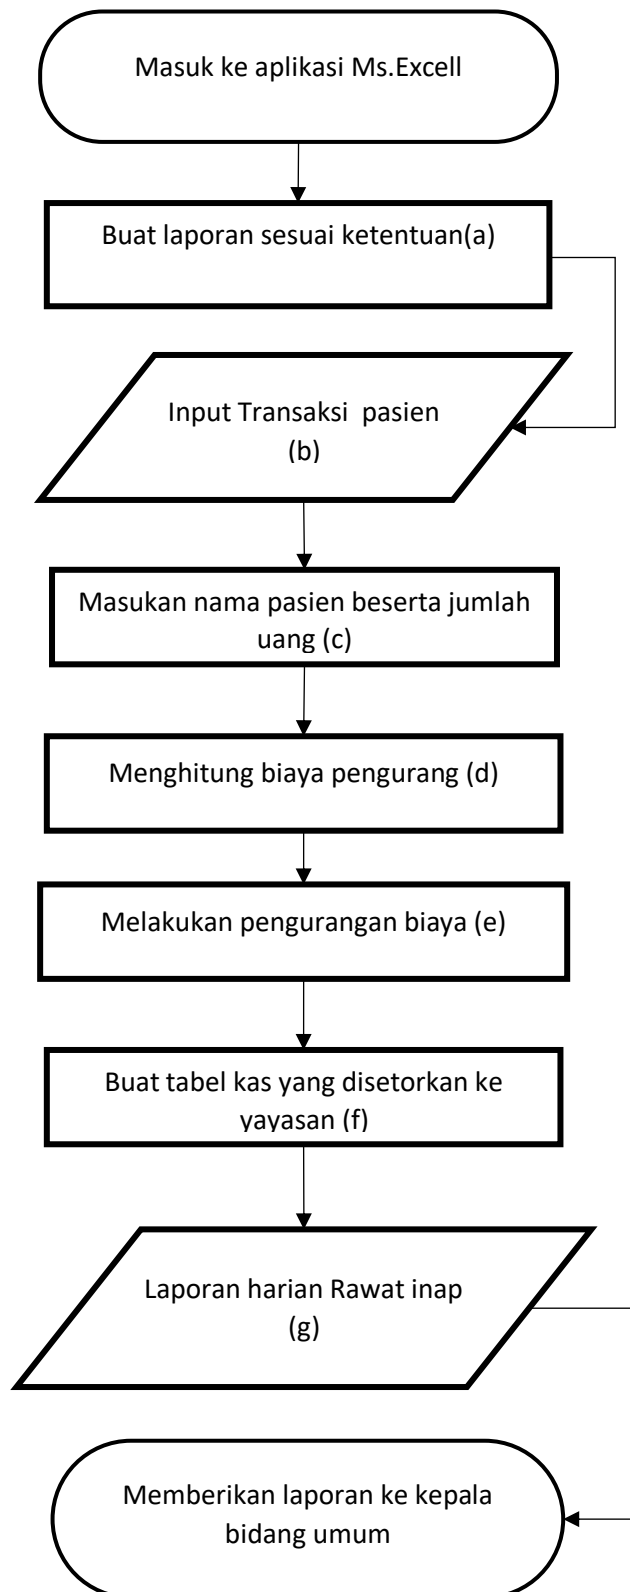 Masuk ke aplikasi Ms.Excell
Buat laporan sesuai ketentuan(a)
Input Transaksi  pasien
(b)
Masukan nama pasien beserta jumlah
uang (c)
Menghitung biaya pengurang (d)
Melakukan pengurangan biaya (e)
Buat tabel kas yang disetorkan ke
yayasan (f)
Laporan harian Rawat inap
(g)
Memberikan laporan ke kepala
bidang umum